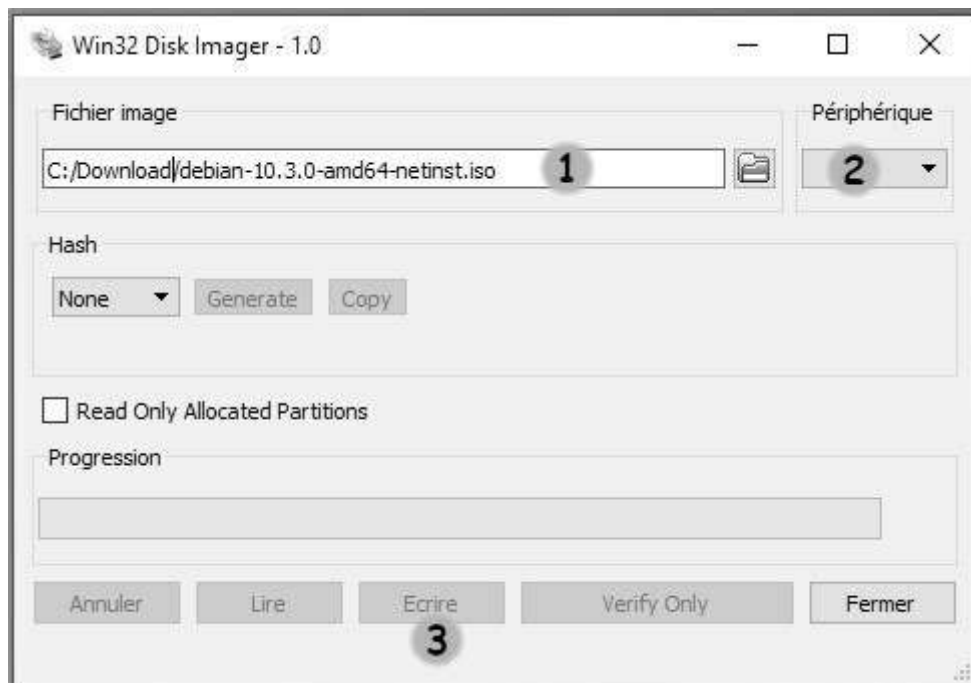 Win32 Disk Imager - 1.0
Fichier image
Périphérique
C:/Download/debian-10.3.0-amd64-netinst.iso
1
2
Hash
None Generate Copy
Read Only Allocated Partitions
Progression
Annuler Lire Ecrire Verify Only Fermer
3